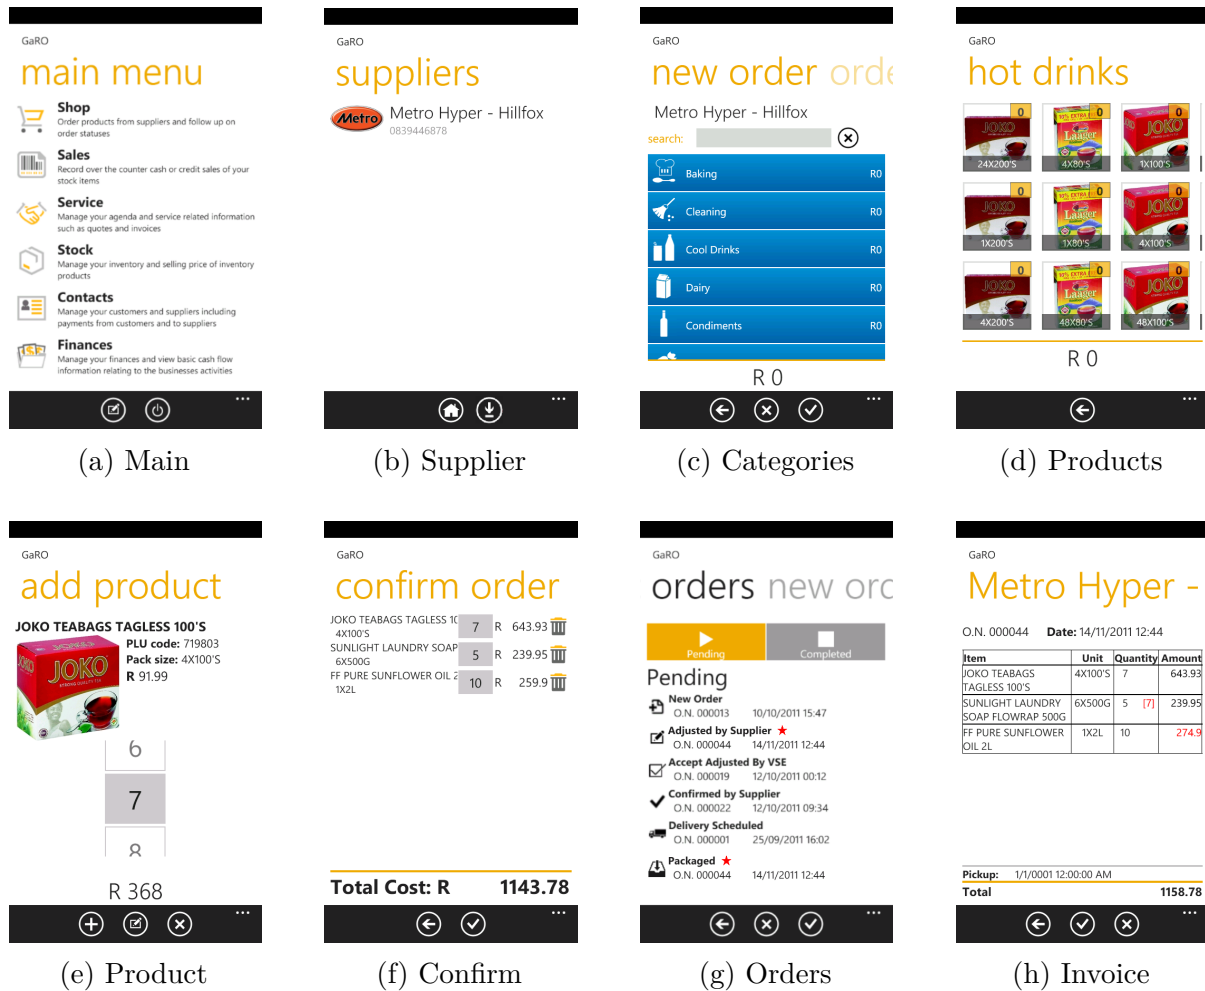 GaRO
main menu
Shop
Order products from suppliers and follow up on
order statuses
Sales
Record over the counter cash or credit sales of your
stock items
Service
Manage your agenda and service related information
such as quotes and invoices
Stock
Manage your inventory and selling price of inventory
products
Contacts
Manage your customers and suppliers including
payments from customers and to suppliers
Finances
Manage your finances and view basic cash flow
information relating to the businesses activities
(a) Main
GaRO
suppliers
Metro
Metro Hyper - Hillfox
0839446878
(b) Supplier
GaRO
new order orde
Metro Hyper - Hillfox
search:
Baking R0
Cleaning R0
Cool Drinks R0
Dairy R0
Condiments R0
R 0
(c) Categories
GaRO
hot drinks
0 0 0
JOKO Laager JOKO
24X200'S 4X80'S 1X100'S
0 0 0
JOKO Laager JOKO
1X200'S 1X80'S 4X100'S
0 0 0
JOKO Laager JOKO
4X200'S 48X80'S 48X100'S
R 0
(d) Products
GaRO
add product
JOKO TEABAGS TAGLESS 100'S
PLU code: 719803
Pack size: 4X100'S
R 91.99
JOKO
6
7
8
R 368
(e) Product
GaRO
confirm order
JOKO TEABAGS TAGLESS 10 7 R 643.93
4X100'S
SUNLIGHT LAUNDRY SOAP 5 R 239.95
6X500G
FF PURE SUNFLOWER OIL 2 10 R 259.9
1X2L
Total Cost: R 1143.78
(f) Confirm
GaRO
orders new orc
Pending Completed
Pending
New Order
O.N. 000013 10/10/2011 15:47
Adjusted by Supplier
O.N. 000044 14/11/2011 12:44
Accept Adjusted By VSE
O.N. 000019 12/10/2011 00:12
Confirmed by Supplier
O.N. 000022 12/10/2011 09:34
Delivery Scheduled
O.N. 000001 25/09/2011 16:02
Packaged
O.N. 000044 14/11/2011 12:44
(g) Orders
GaRO
Metro Hyper -
O.N. 000044 Date: 14/11/2011 12:44
Item Unit Quantity Amount
JOKO TEABAGS 4X100'S 7 643.93
TAGLESS 100'S
SUNLIGHT LAUNDRY 6X500G 5 [7] 239.95
SOAP FLOWRAP 500G
FF PURE SUNFLOWER 1X2L 10 274.9
OIL 2L
Pickup: 1/1/0001 12:00:00 AM
Total 1158.78
(h) Invoice